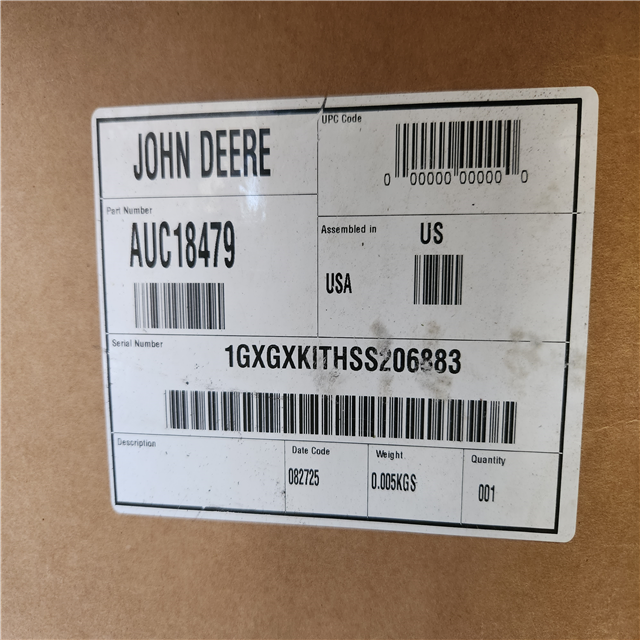 JOHN DEERE
UPC Code
0 00000 00000 0
Part Number
AUC18479
Assembled in
US
USA
Serial Number
1GXGXKITHSS206883
Description
Date Code
082725
Weight
0.005KGS
Quantity
001